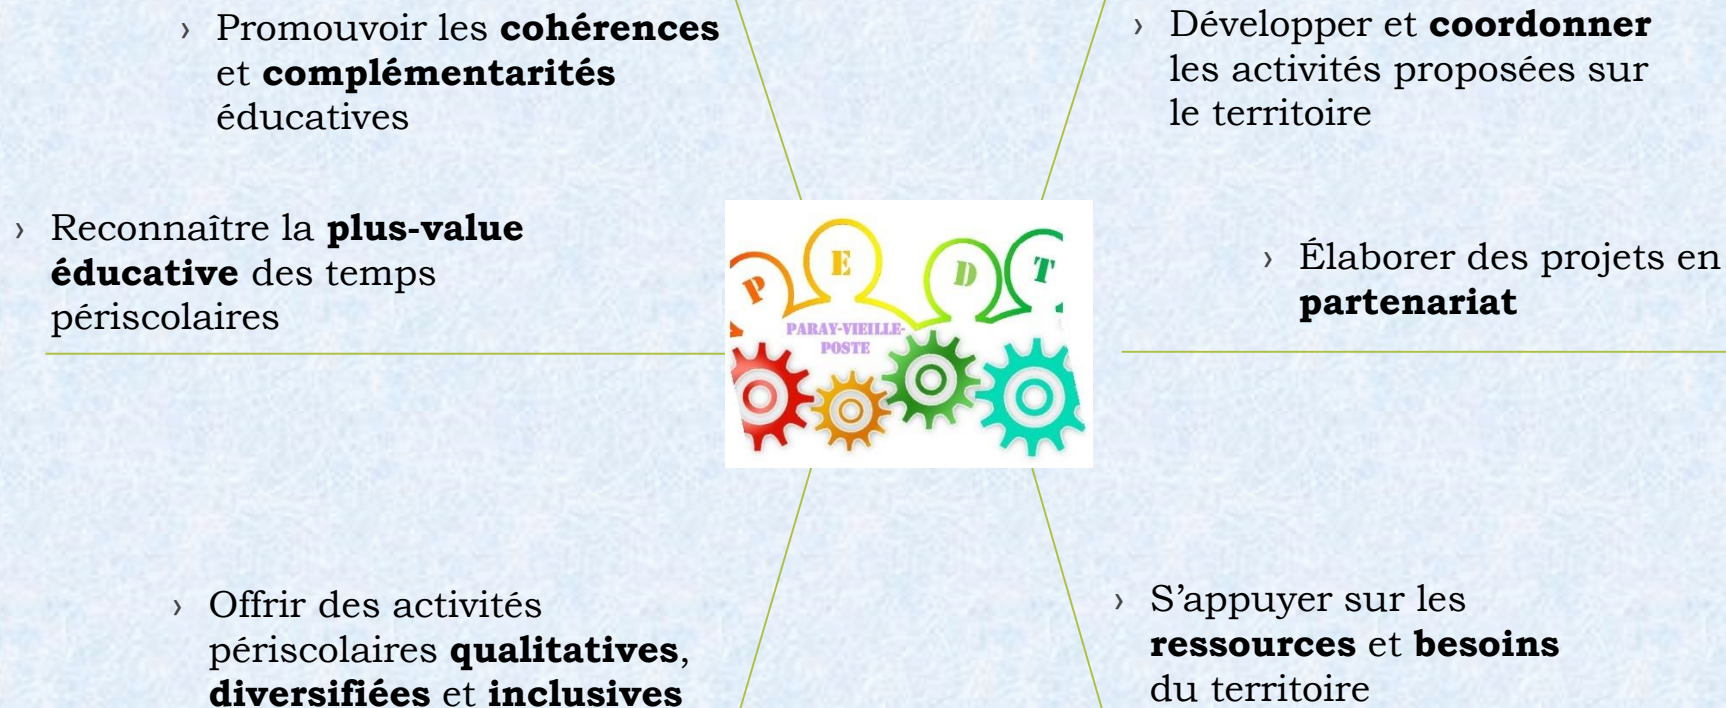 › Promouvoir les cohérences
et complémentarités
éducatives
› Développer et coordonner
les activités proposées sur
le territoire
› Reconnaître la plus-value
éducative des temps
périscolaires
P E D T
PARAY-VIEILLE-
POSTE
› Élaborer des projets en
partenariat
› Offrir des activités
périscolaires qualitatives,
diversifiées et inclusives
› S’appuyer sur les
ressources et besoins
du territoire